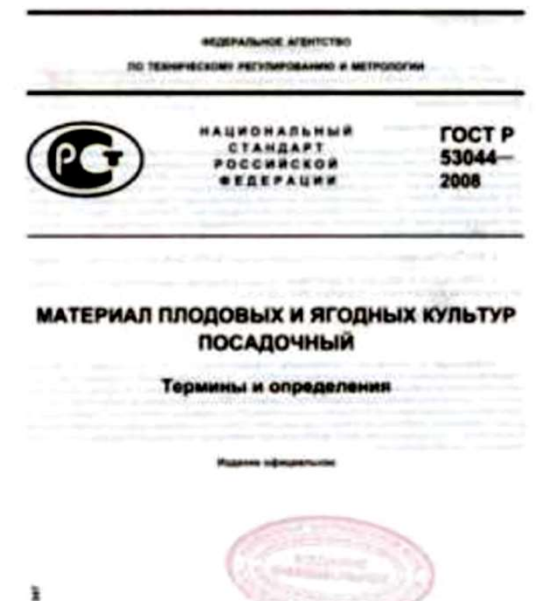 ФЕДЕРАЛЬНОЕ АГЕНТСТВО
ПО ТЕХНИЧЕСКОМУ РЕГУЛИРОВАНИЮ И МЕТРОЛОГИИ
РСТ
НАЦИОНАЛЬНЫЙ
СТАНДАРТ
РОССИЙСКОЙ
ФЕДЕРАЦИИ
ГОСТ Р
53044—
2008
МАТЕРИАЛ ПЛОДОВЫХ И ЯГОДНЫХ КУЛЬТУР
ПОСАДОЧНЫЙ
Термины и определения
Издание официальное